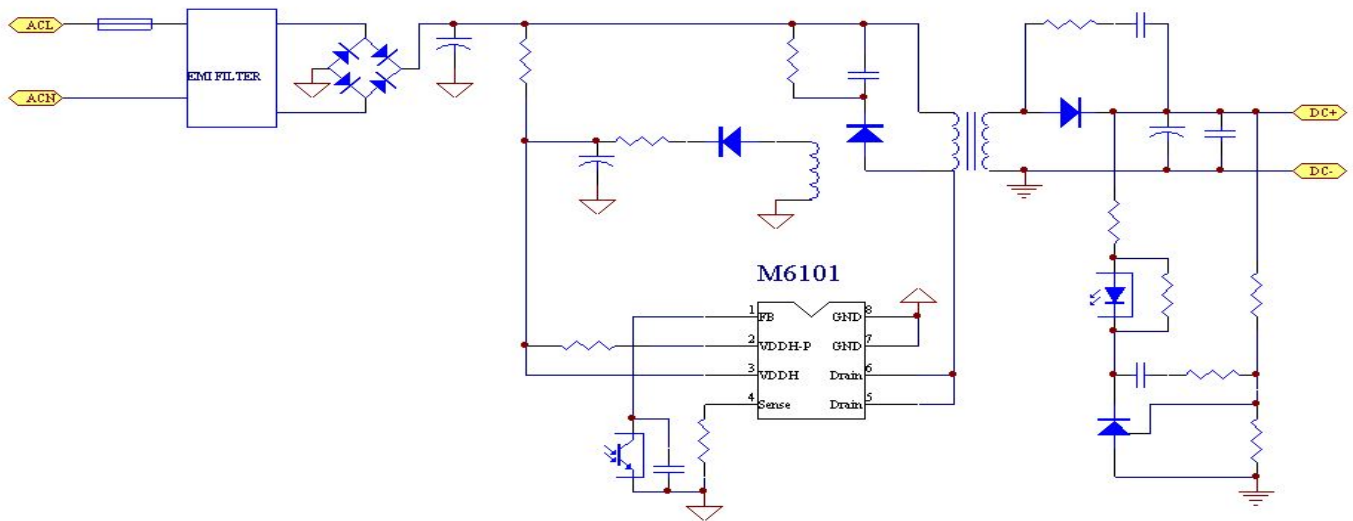 ACL
ACN
EMI FILTER
DC+
DC-
M6101
1 FB GND 8
2 VDDH-P GND 7
3 VDDH Drain 6
4 Sense Drain 5